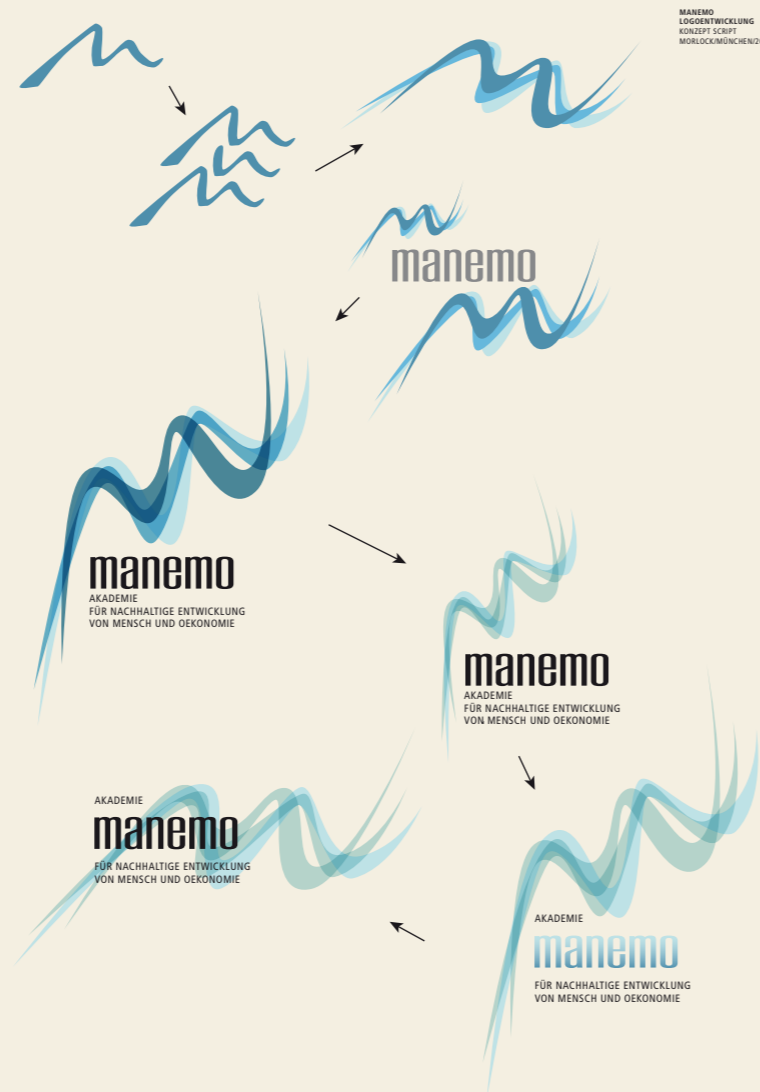 MANEMO
LOGOENTWICKLUNG
KONZEPT SCRIPT
manemo
manemo
AKADEMIE
FÜR NACHHALTIGE ENTWICKLUNG
VON MENSCH UND OEKONOMIE
manemo
AKADEMIE
FÜR NACHHALTIGE ENTWICKLUNG
VON MENSCH UND OEKONOMIE
AKADEMIE
manemo
FÜR NACHHALTIGE ENTWICKLUNG
VON MENSCH UND OEKONOMIE
AKADEMIE
manemo
FÜR NACHHALTIGE ENTWICKLUNG
VON MENSCH UND OEKONOMIE